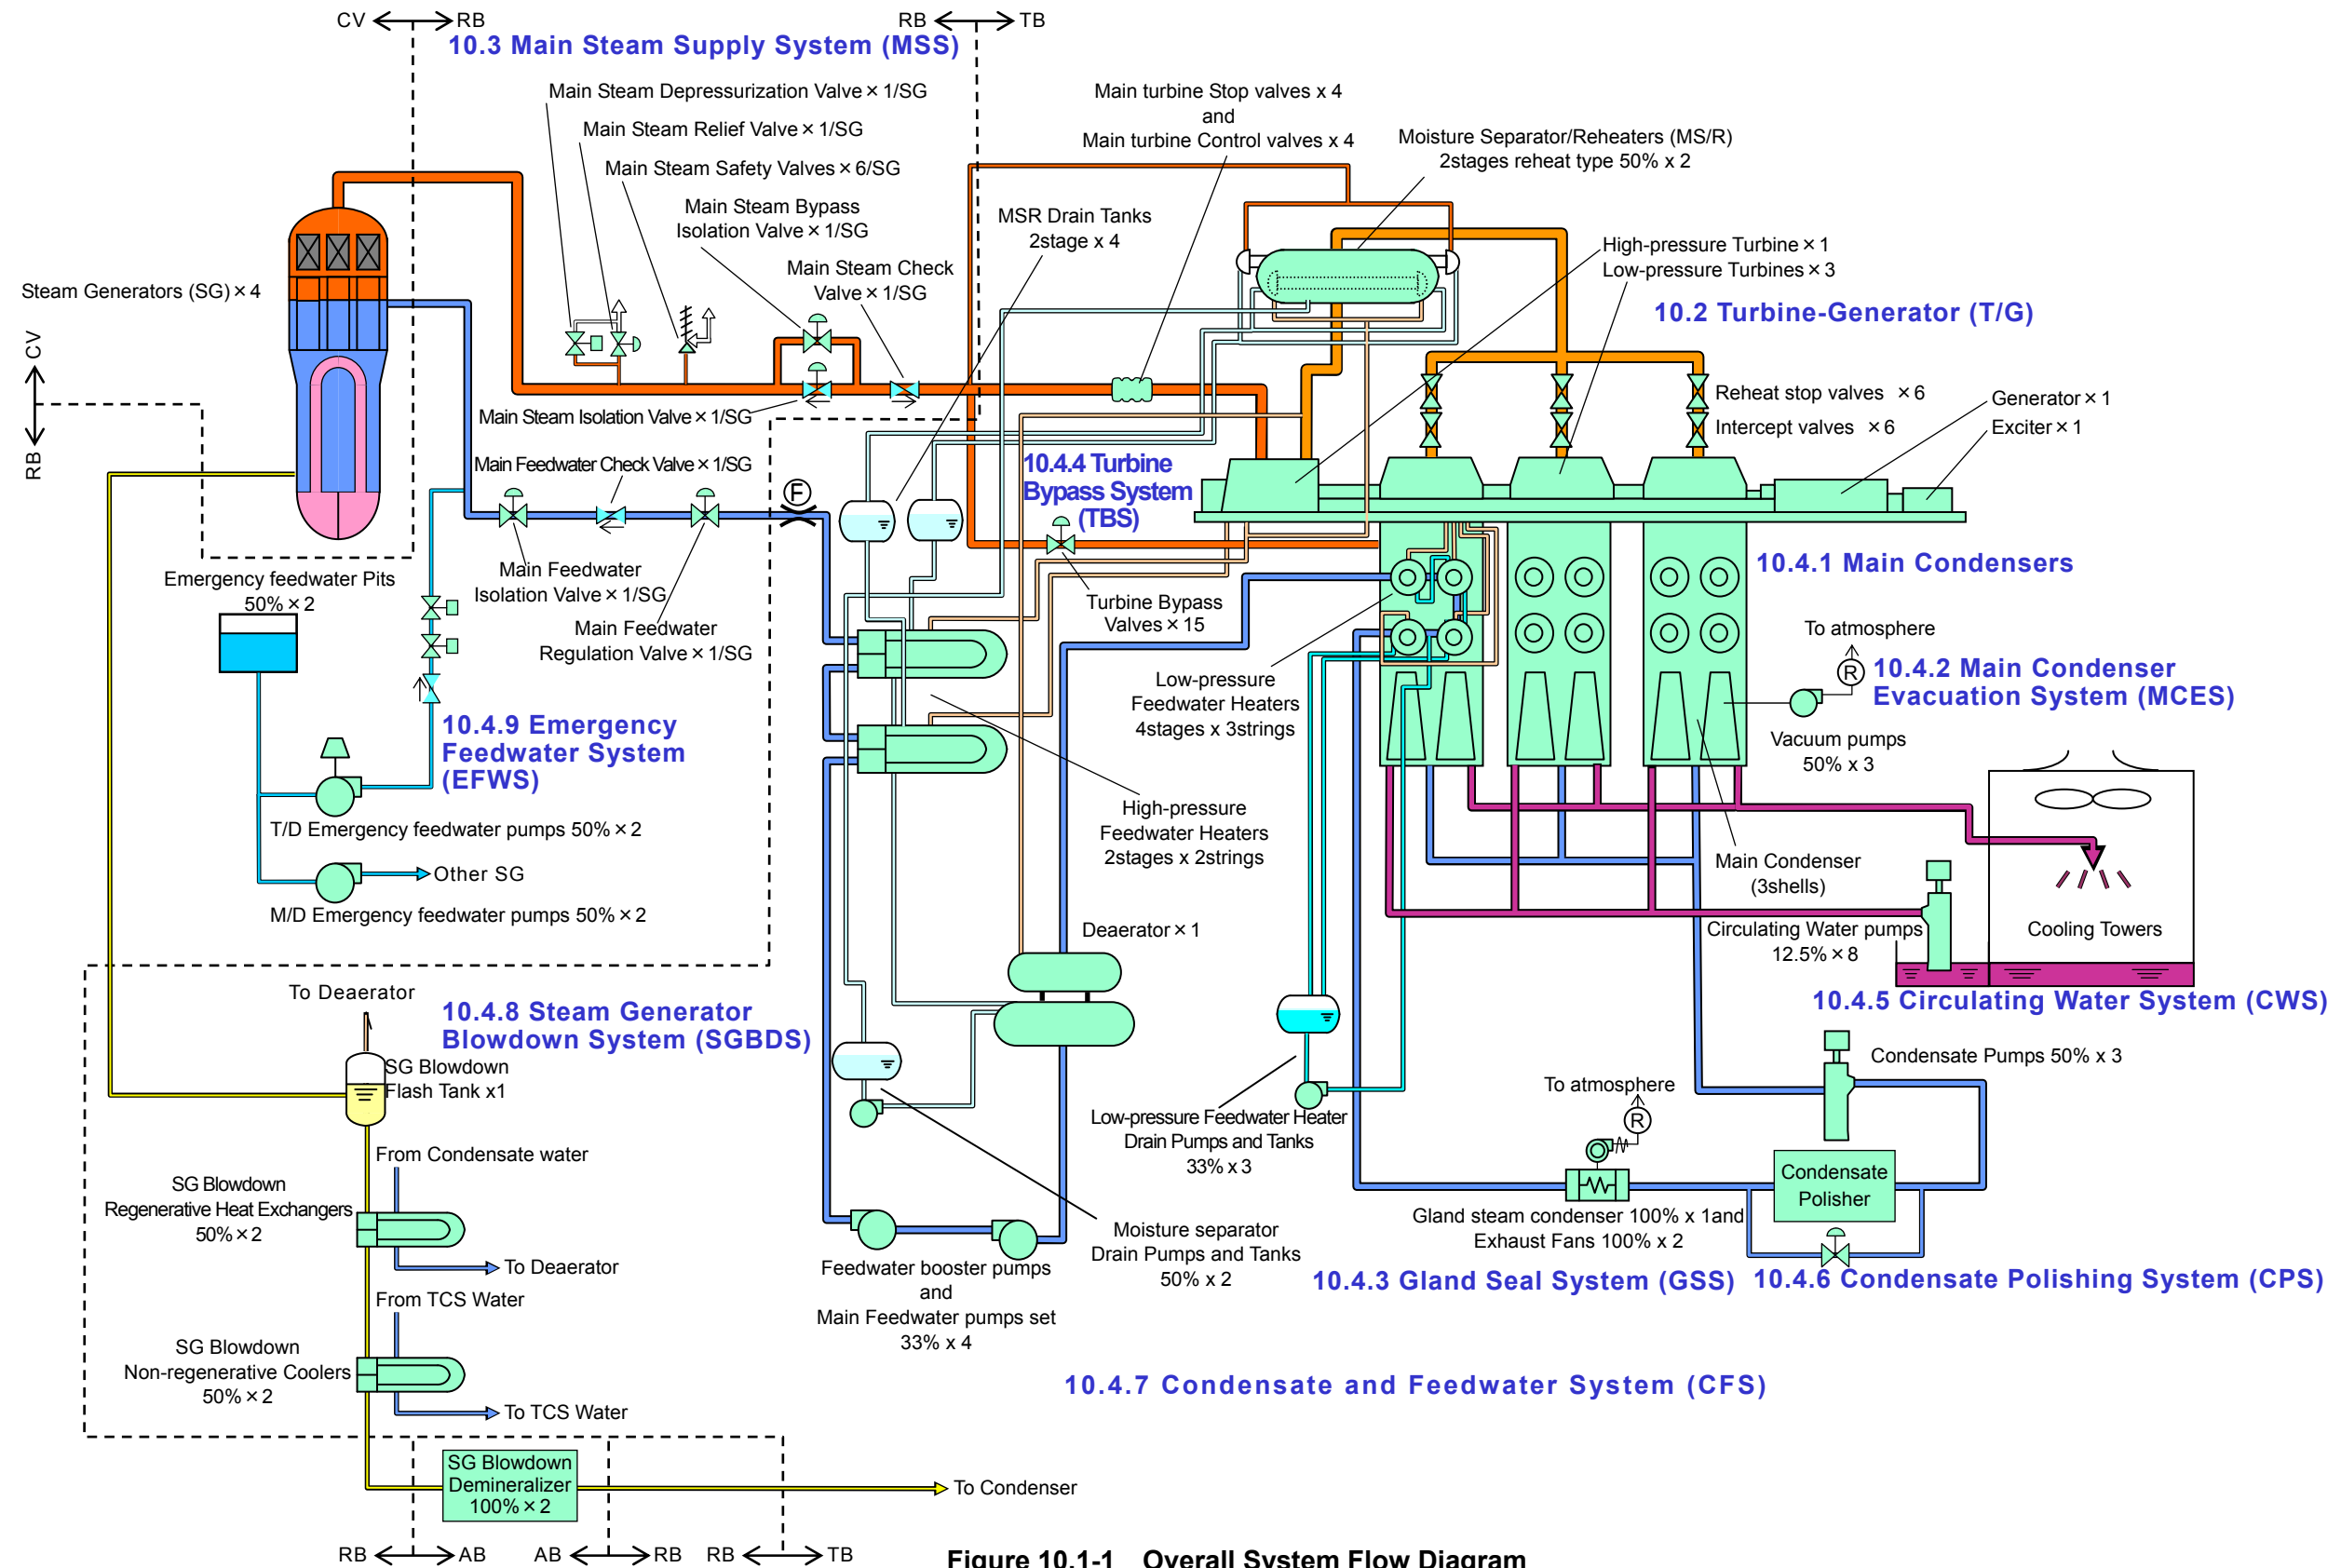 CV RB
RB TB
10.3 Main Steam Supply System (MSS)
Main Steam Depressurization Valve × 1/SG
Main Steam Relief Valve × 1/SG
Main Steam Safety Valves × 6/SG
Main Steam Bypass
Isolation Valve × 1/SG
Main Steam Check
Valve × 1/SG
Main turbine Stop valves x 4
and
Main turbine Control valves x 4
Moisture Separator/Reheaters (MS/R)
2stages reheat type 50% x 2
MSR Drain Tanks
2stage x 4
High-pressure Turbine × 1
Low-pressure Turbines × 3
10.2 Turbine-Generator (T/G)
Steam Generators (SG) × 4
RB CV
Reheat stop valves × 6
Intercept valves × 6
Generator × 1
Exciter × 1
Main Steam Isolation Valve × 1/SG
Main Feedwater Check Valve × 1/SG
F
10.4.4 Turbine
Bypass System
(TBS)
Main Feedwater
Isolation Valve × 1/SG
Main Feedwater
Regulation Valve × 1/SG
Turbine Bypass
Valves × 15
10.4.1 Main Condensers
Emergency feedwater Pits
50% × 2
To atmosphere
R
10.4.2 Main Condenser
Evacuation System (MCES)
Vacuum pumps
50% x 3
Low-pressure
Feedwater Heaters
4stages x 3strings
10.4.9 Emergency
Feedwater System
(EFWS)
T/D Emergency feedwater pumps 50% × 2
Other SG
M/D Emergency feedwater pumps 50% × 2
High-pressure
Feedwater Heaters
2stages x 2strings
Main Condenser
(3shells)
Deaerator × 1
Circulating Water pumps
12.5% × 8
Cooling Towers
10.4.5 Circulating Water System (CWS)
To Deaerator
10.4.8 Steam Generator
Blowdown System (SGBDS)
SG Blowdown
Flash Tank x1
Condensate Pumps 50% x 3
To atmosphere
R
Low-pressure Feedwater Heater
Drain Pumps and Tanks
33% x 3
From Condensate water
SG Blowdown
Regenerative Heat Exchangers
50% × 2
To Deaerator
Condensate
Polisher
Gland steam condenser 100% x 1and
Exhaust Fans 100% x 2
Moisture separator
Drain Pumps and Tanks
50% x 2
Feedwater booster pumps
and
Main Feedwater pumps set
33% x 4
10.4.3 Gland Seal System (GSS)
10.4.6 Condensate Polishing System (CPS)
From TCS Water
SG Blowdown
Non-regenerative Coolers
50% × 2
To TCS Water
10.4.7 Condensate and Feedwater System (CFS)
SG Blowdown
Demineralizer
100% × 2
To Condenser
RB AB
AB RB
RB TB
Figure 10.1-1 Overall System Flow Diagram